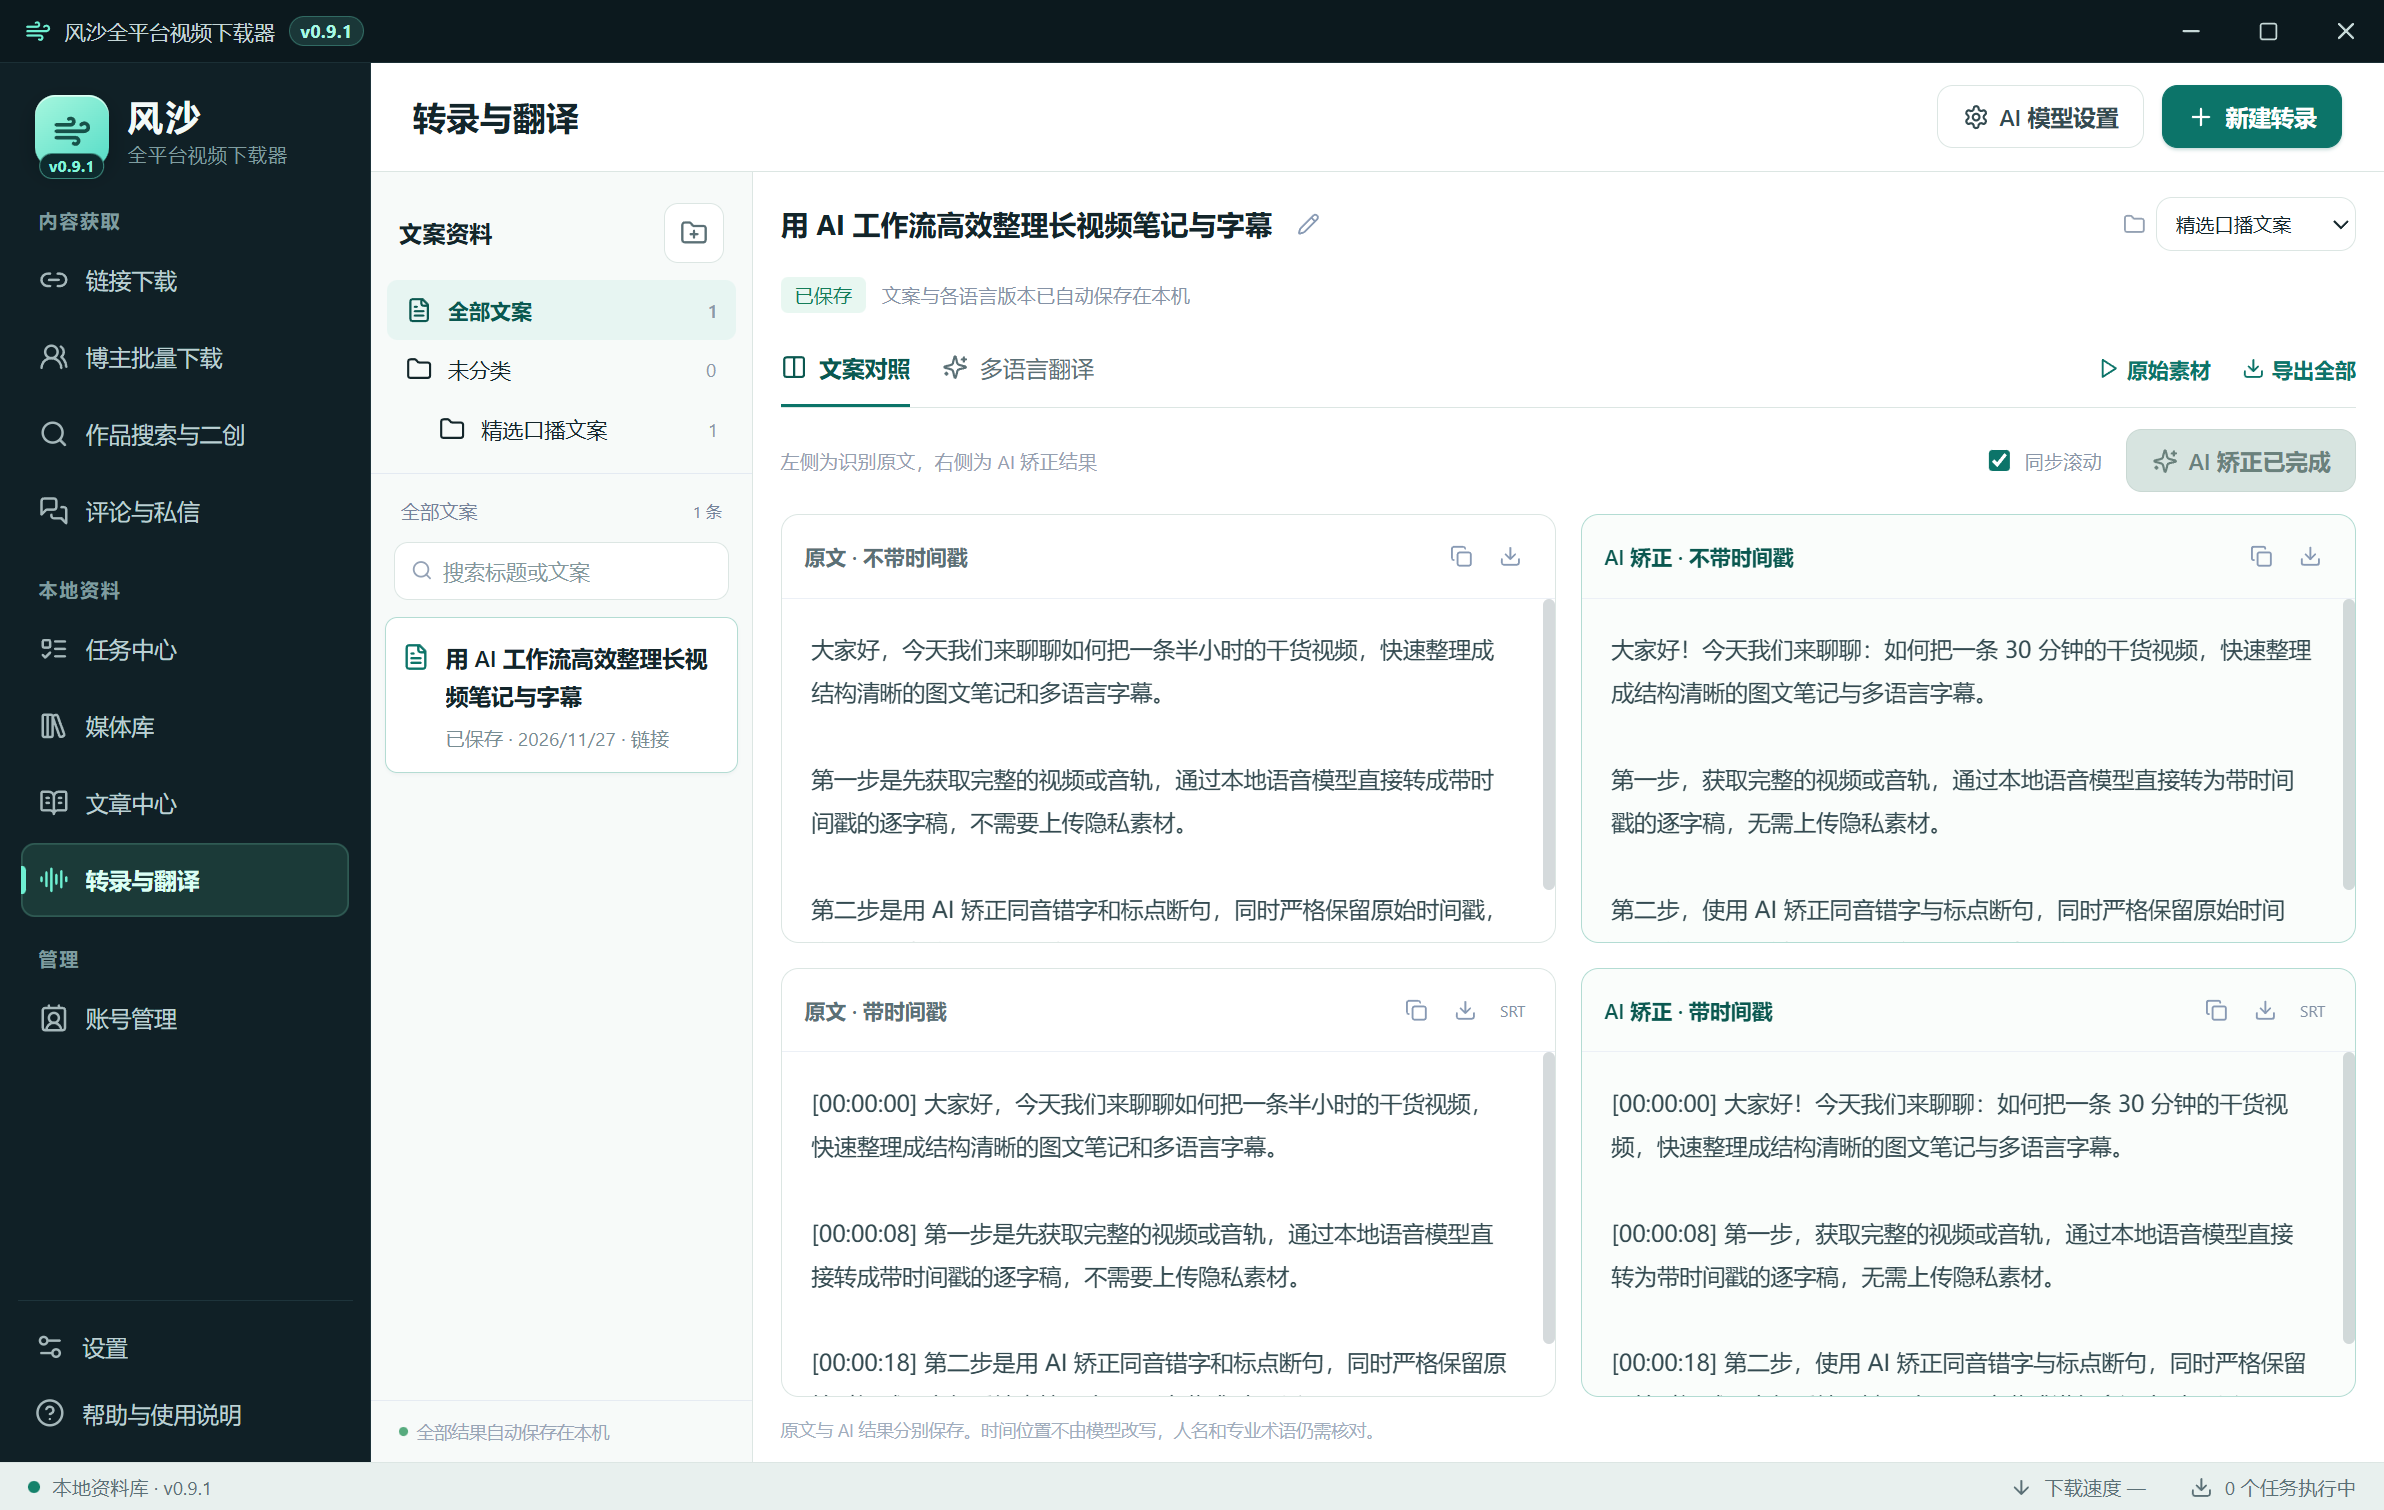 风沙全平台视频下载器 v0.9.1
风沙
全平台视频下载器
v0.9.1
内容获取
链接下载
博主批量下载
作品搜索与二创
评论与私信
本地资料
任务中心
媒体库
文章中心
转录与翻译
管理
账号管理
设置
帮助与使用说明
转录与翻译
AI 模型设置
新建转录
文案资料
全部文案 1
未分类 0
精选口播文案 1
全部文案 1 条
搜索标题或文案
用 AI 工作流高效整理长视
频笔记与字幕
已保存 · 2026/11/27 · 链接
全部结果自动保存在本机
用 AI 工作流高效整理长视频笔记与字幕
精选口播文案
已保存 文案与各语言版本已自动保存在本机
文案对照 多语言翻译
原始素材 导出全部
左侧为识别原文，右侧为 AI 矫正结果
同步滚动
AI 矫正已完成
原文 · 不带时间戳
大家好，今天我们来聊聊如何把一条半小时的干货视频，快速整理成
结构清晰的图文笔记和多语言字幕。
第一步是先获取完整的视频或音轨，通过本地语音模型直接转成带时
间戳的逐字稿，不需要上传隐私素材。
第二步是用 AI 矫正同音错字和标点断句，同时严格保留原始时间戳，
AI 矫正 · 不带时间戳
大家好！今天我们来聊聊：如何把一条 30 分钟的干货视频，快速整理
成结构清晰的图文笔记与多语言字幕。
第一步，获取完整的视频或音轨，通过本地语音模型直接转为带时间
戳的逐字稿，无需上传隐私素材。
第二步，使用 AI 矫正同音错字与标点断句，同时严格保留原始时间
原文 · 带时间戳
SRT
[00:00:00] 大家好，今天我们来聊聊如何把一条半小时的干货视频，
快速整理成结构清晰的图文笔记和多语言字幕。
[00:00:08] 第一步是先获取完整的视频或音轨，通过本地语音模型直
接转成带时间戳的逐字稿，不需要上传隐私素材。
[00:00:18] 第二步是用 AI 矫正同音错字和标点断句，同时严格保留原
AI 矫正 · 带时间戳
SRT
[00:00:00] 大家好！今天我们来聊聊：如何把一条 30 分钟的干货视
频，快速整理成结构清晰的图文笔记与多语言字幕。
[00:00:08] 第一步，获取完整的视频或音轨，通过本地语音模型直接
转为带时间戳的逐字稿，无需上传隐私素材。
[00:00:18] 第二步，使用 AI 矫正同音错字与标点断句，同时严格保留
原文与 AI 结果分别保存。时间位置不由模型改写，人名和专业术语仍需核对。
本地资料库 · v0.9.1
下载速度 —
0 个任务执行中